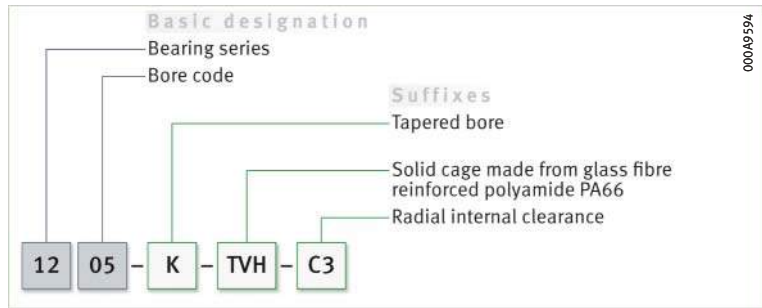 Basic designation
Bearing series
Bore code
Suffixes
Tapered bore
Solid cage made from glass fibre
reinforced polyamide PA66
Radial internal clearance
12 05 – K – TVH – C3
000A9594